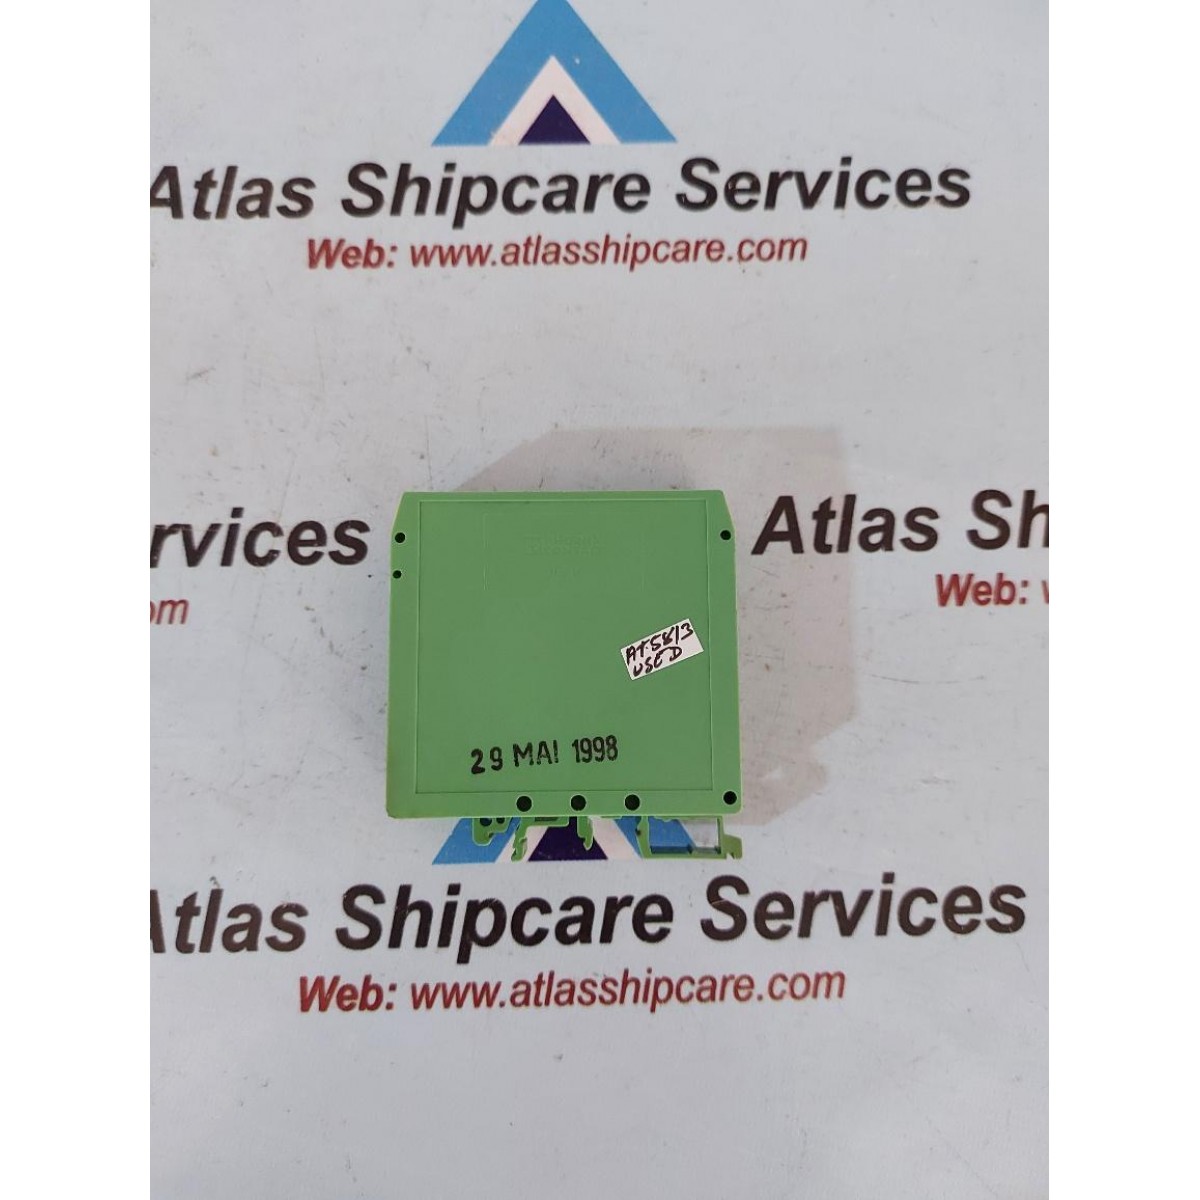 Atlas Shipcare Services
Web: www.atlasshipcare.com
rvices
om
Atlas Sh
Web:
AT5813
USED
29 MAI 1998
Atlas Shipcare Services
Web: www.atlasshipcare.com